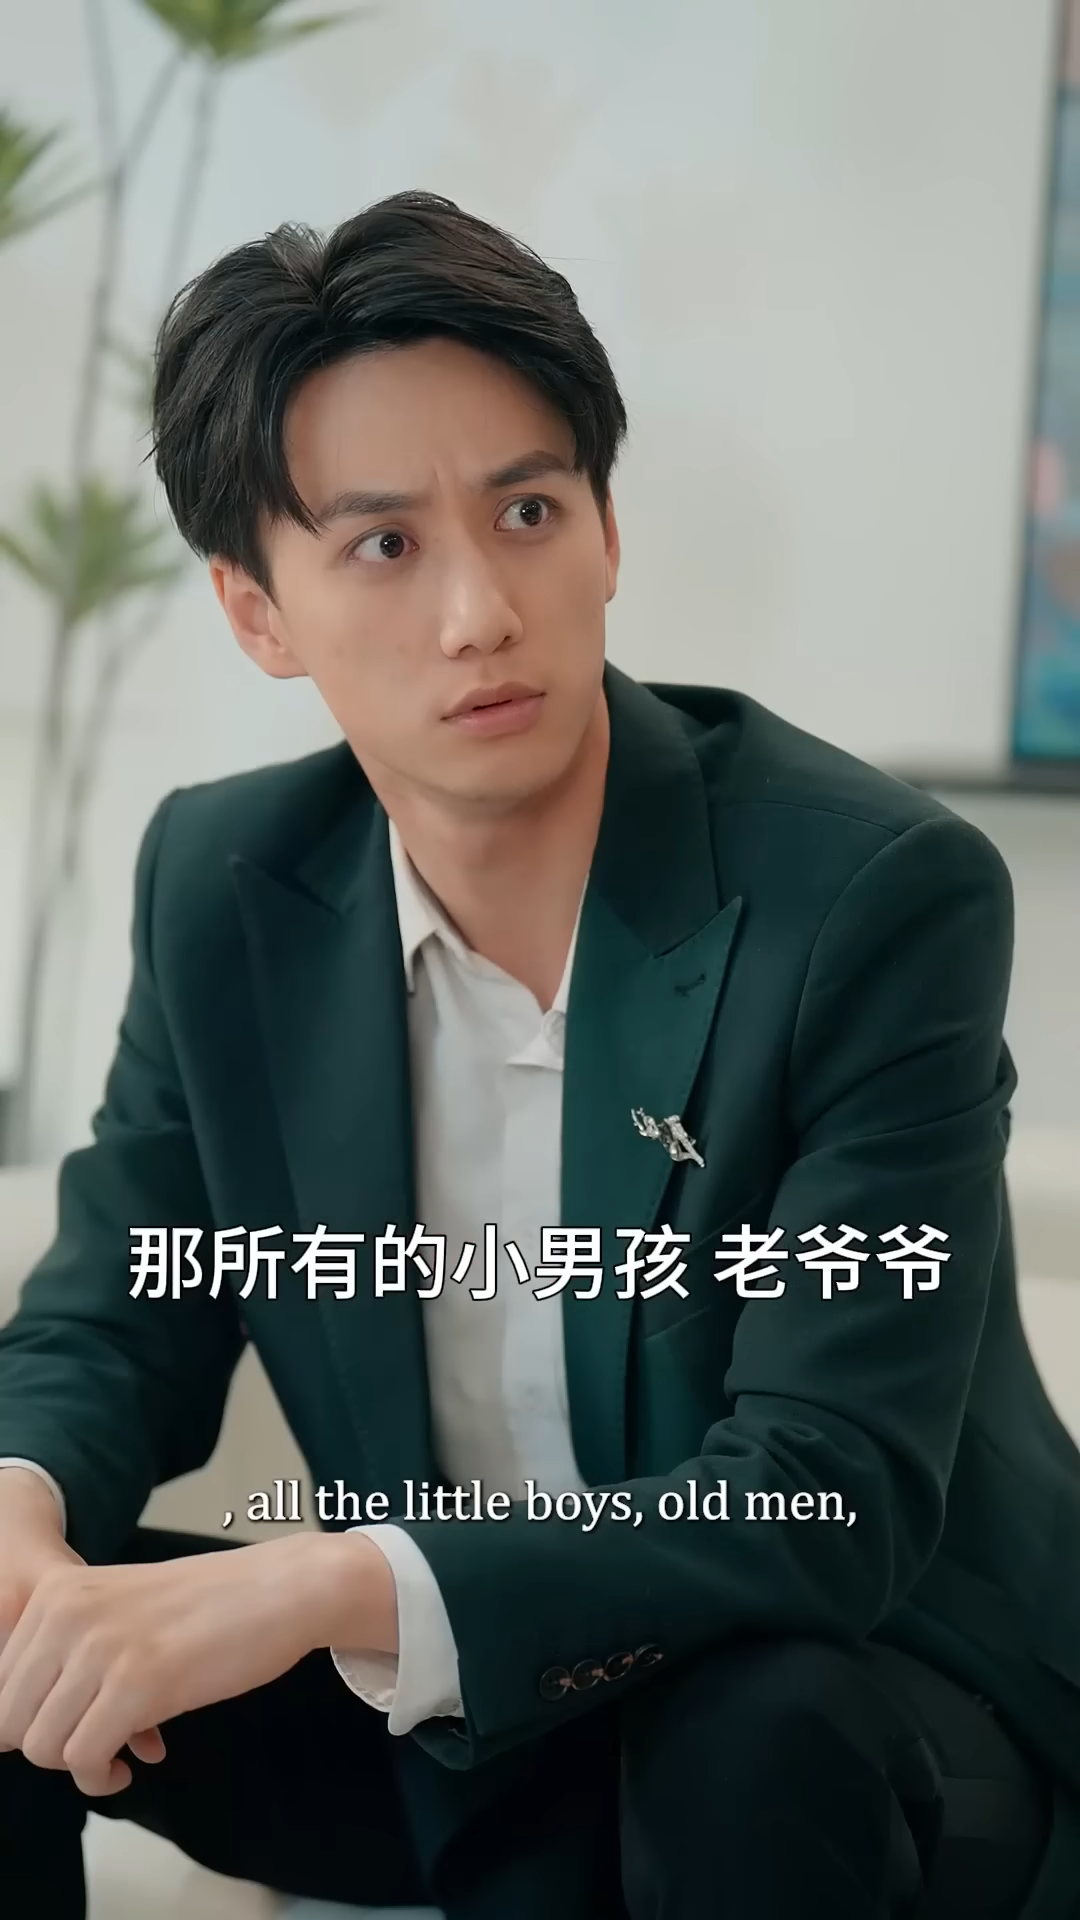 那所有的小男孩 老爷爷
, all the little boys, old men,